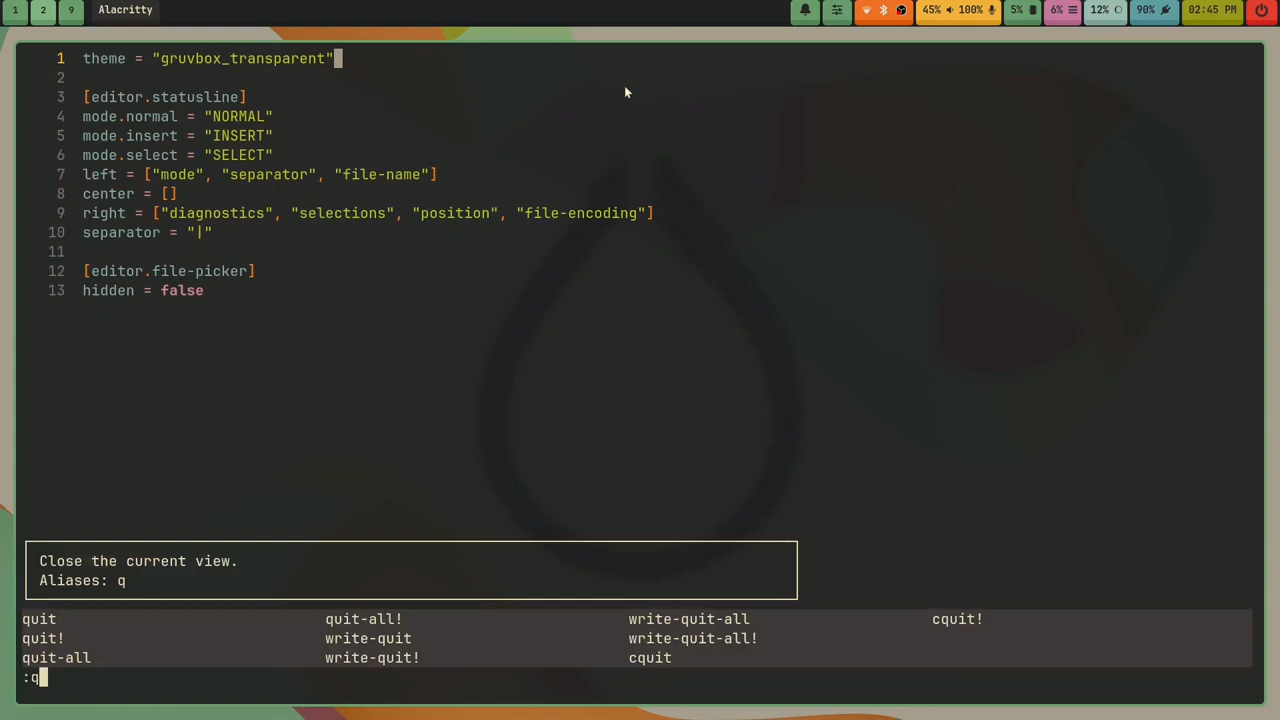 1 2 9 Alacritty 45% 100% 5% 6% 12% 90% 02:45 PM
1 theme = "gruvbox_transparent"
2
3 [editor.statusline]
4 mode.normal = "NORMAL"
5 mode.insert = "INSERT"
6 mode.select = "SELECT"
7 left = ["mode", "separator", "file-name"]
8 center = []
9 right = ["diagnostics", "selections", "position", "file-encoding"]
10 separator = "|"
11
12 [editor.file-picker]
13 hidden = false
Close the current view.
Aliases: q
quit quit-all! write-quit-all cquit!
quit! write-quit write-quit-all!
quit-all write-quit! cquit
:q